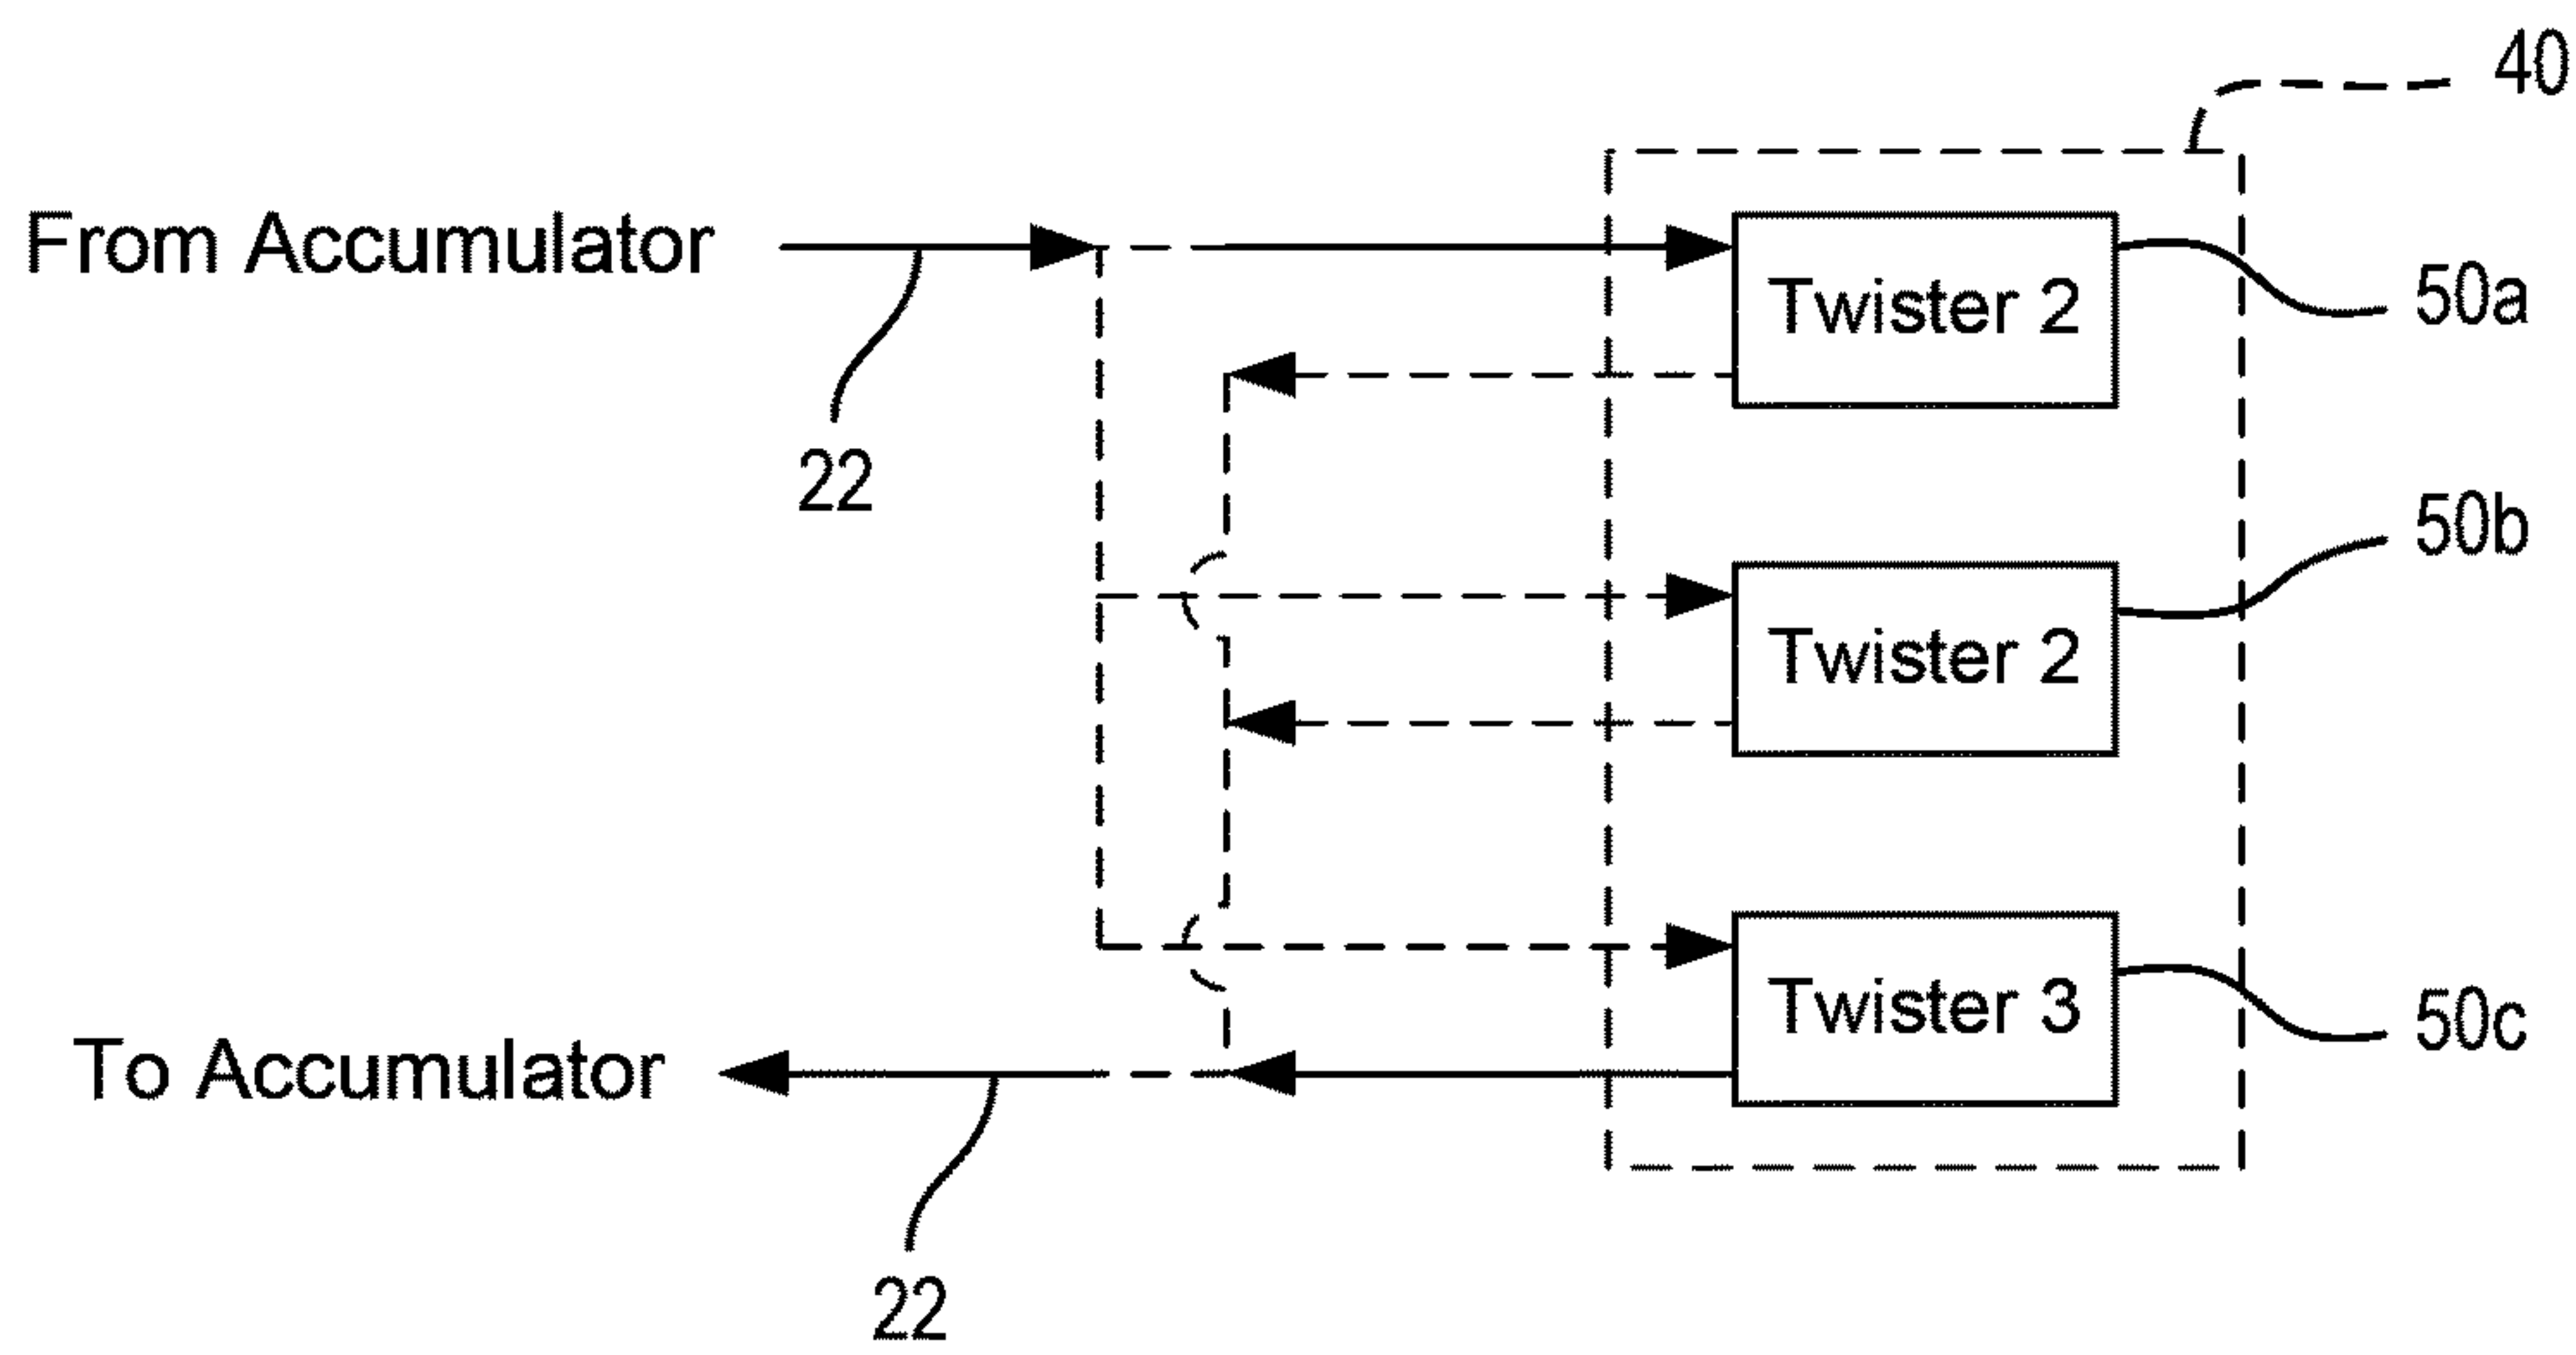 40
From Accumulator
Twister 2
50a
22
50b
Twister 2
Twister 3
50c
To Accumulator
22